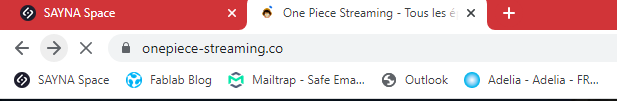 SAYNA Space
One Piece Streaming - Tous les é
onepiece-streaming.co
SAYNA Space
Fablab Blog
Mailtrap - Safe Ema...
Outlook
Adelia - Adelia - FR...